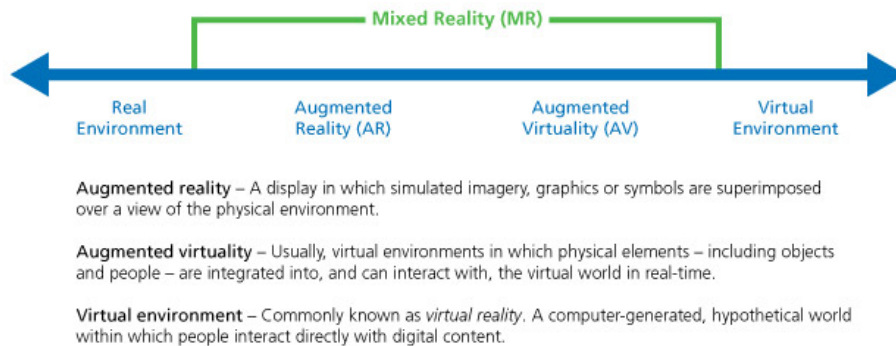 Mixed Reality (MR)
Real Environment
Augmented Reality (AR)
Augmented Virtuality (AV)
Virtual Environment
Augmented reality – A display in which simulated imagery, graphics or symbols are superimposed
over a view of the physical environment.
Augmented virtuality – Usually, virtual environments in which physical elements – including objects
and people – are integrated into, and can interact with, the virtual world in real-time.
Virtual environment – Commonly known as virtual reality. A computer-generated, hypothetical world
within which people interact directly with digital content.